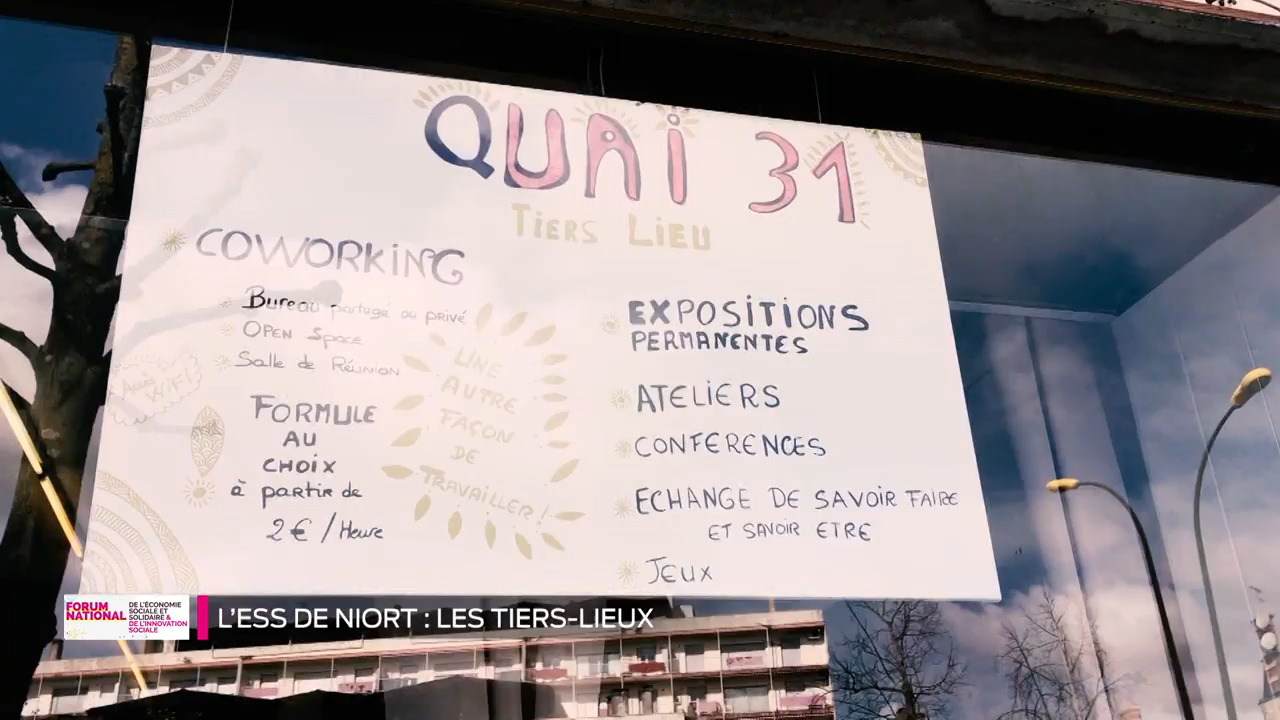 QUAI 31
TIERS LIEU
COWORKING
Bureau partagé ou privé
OPEN Space
Salle de Réunion
Accès
WIFI
FORMULE
AU
CHOIX
à partir de
2€ / Heure
UNE
AUTRE
FAÇON
DE
TRAVAILLER !
EXPOSITIONS
PERMANENTES
ATELIERS
CONFERENCES
ECHANGE DE SAVOIR FAIRE
ET SAVOIR ETRE
JEUX
FORUM
NATIONAL
DE L'ÉCONOMIE
SOCIALE ET
SOLIDAIRE &
DE L'INNOVATION
SOCIALE
L'ESS DE NIORT : LES TIERS-LIEUX